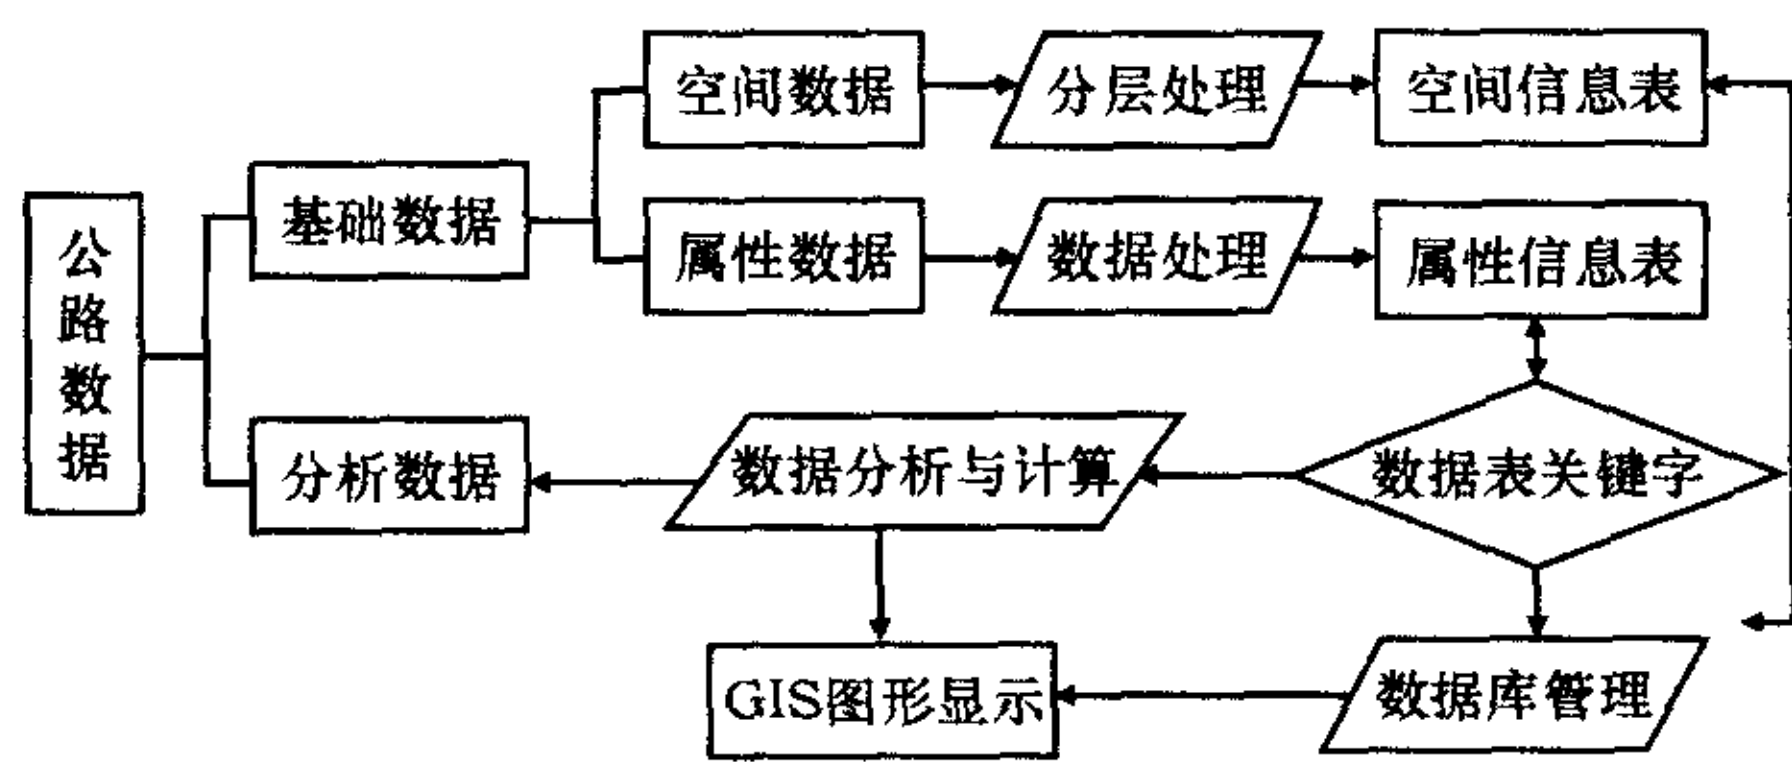 空间数据
分层处理
空间信息表
基础数据
属性数据
数据处理
属性信息表
公路数据
分析数据
数据分析与计算
数据表关键字
GIS图形显示
数据库管理